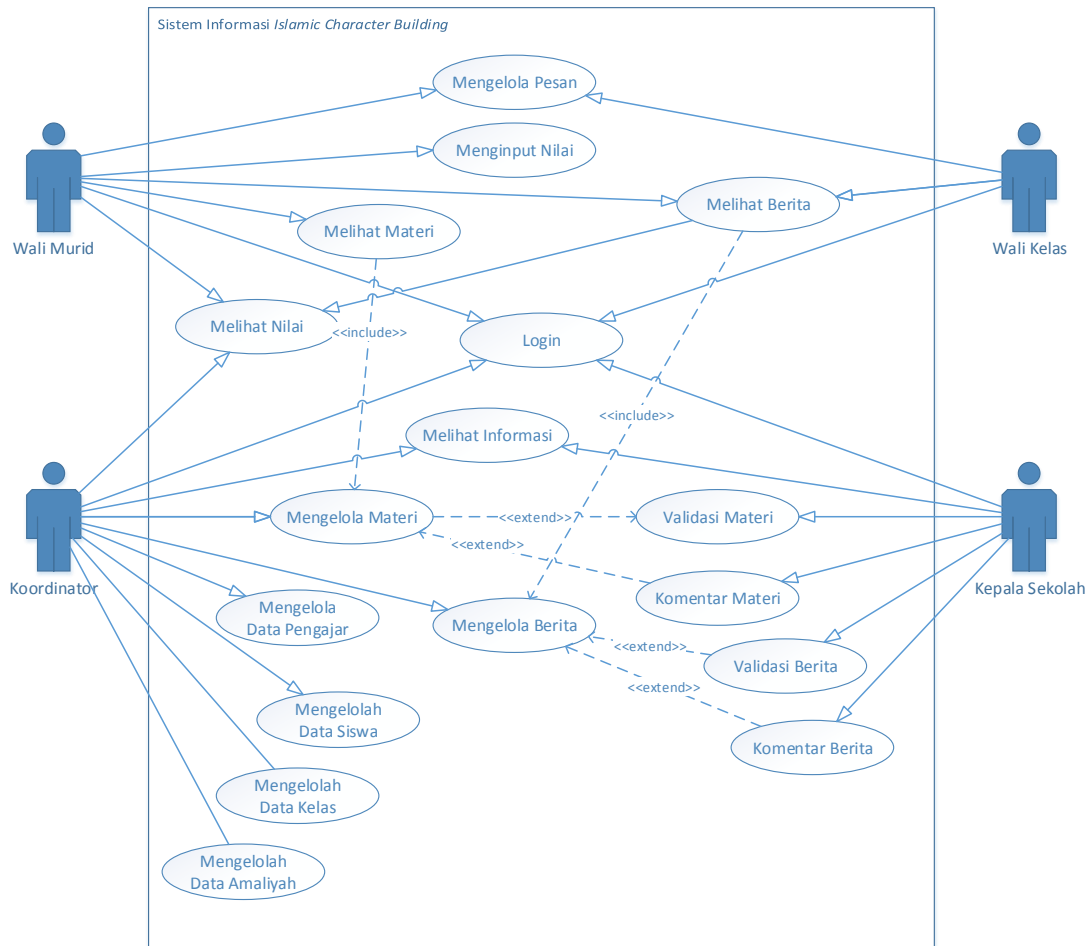 Sistem Informasi Islamic Character Building
Mengelola Pesan
Menginput Nilai
Melihat Berita
Melihat Materi
Wali Murid
Wali Kelas
Melihat Nilai
<<include>>
Login
<<include>>
Melihat Informasi
Mengelola Materi
<<extend>>
Validasi Materi
<<extend>>
Koordinator
Kepala Sekolah
Komentar Materi
Mengelola
Data Pengajar
Mengelola Berita
<<extend>>
Validasi Berita
<<extend>>
Mengelolah
Data Siswa
Komentar Berita
Mengelolah
Data Kelas
Mengelolah
Data Amaliyah